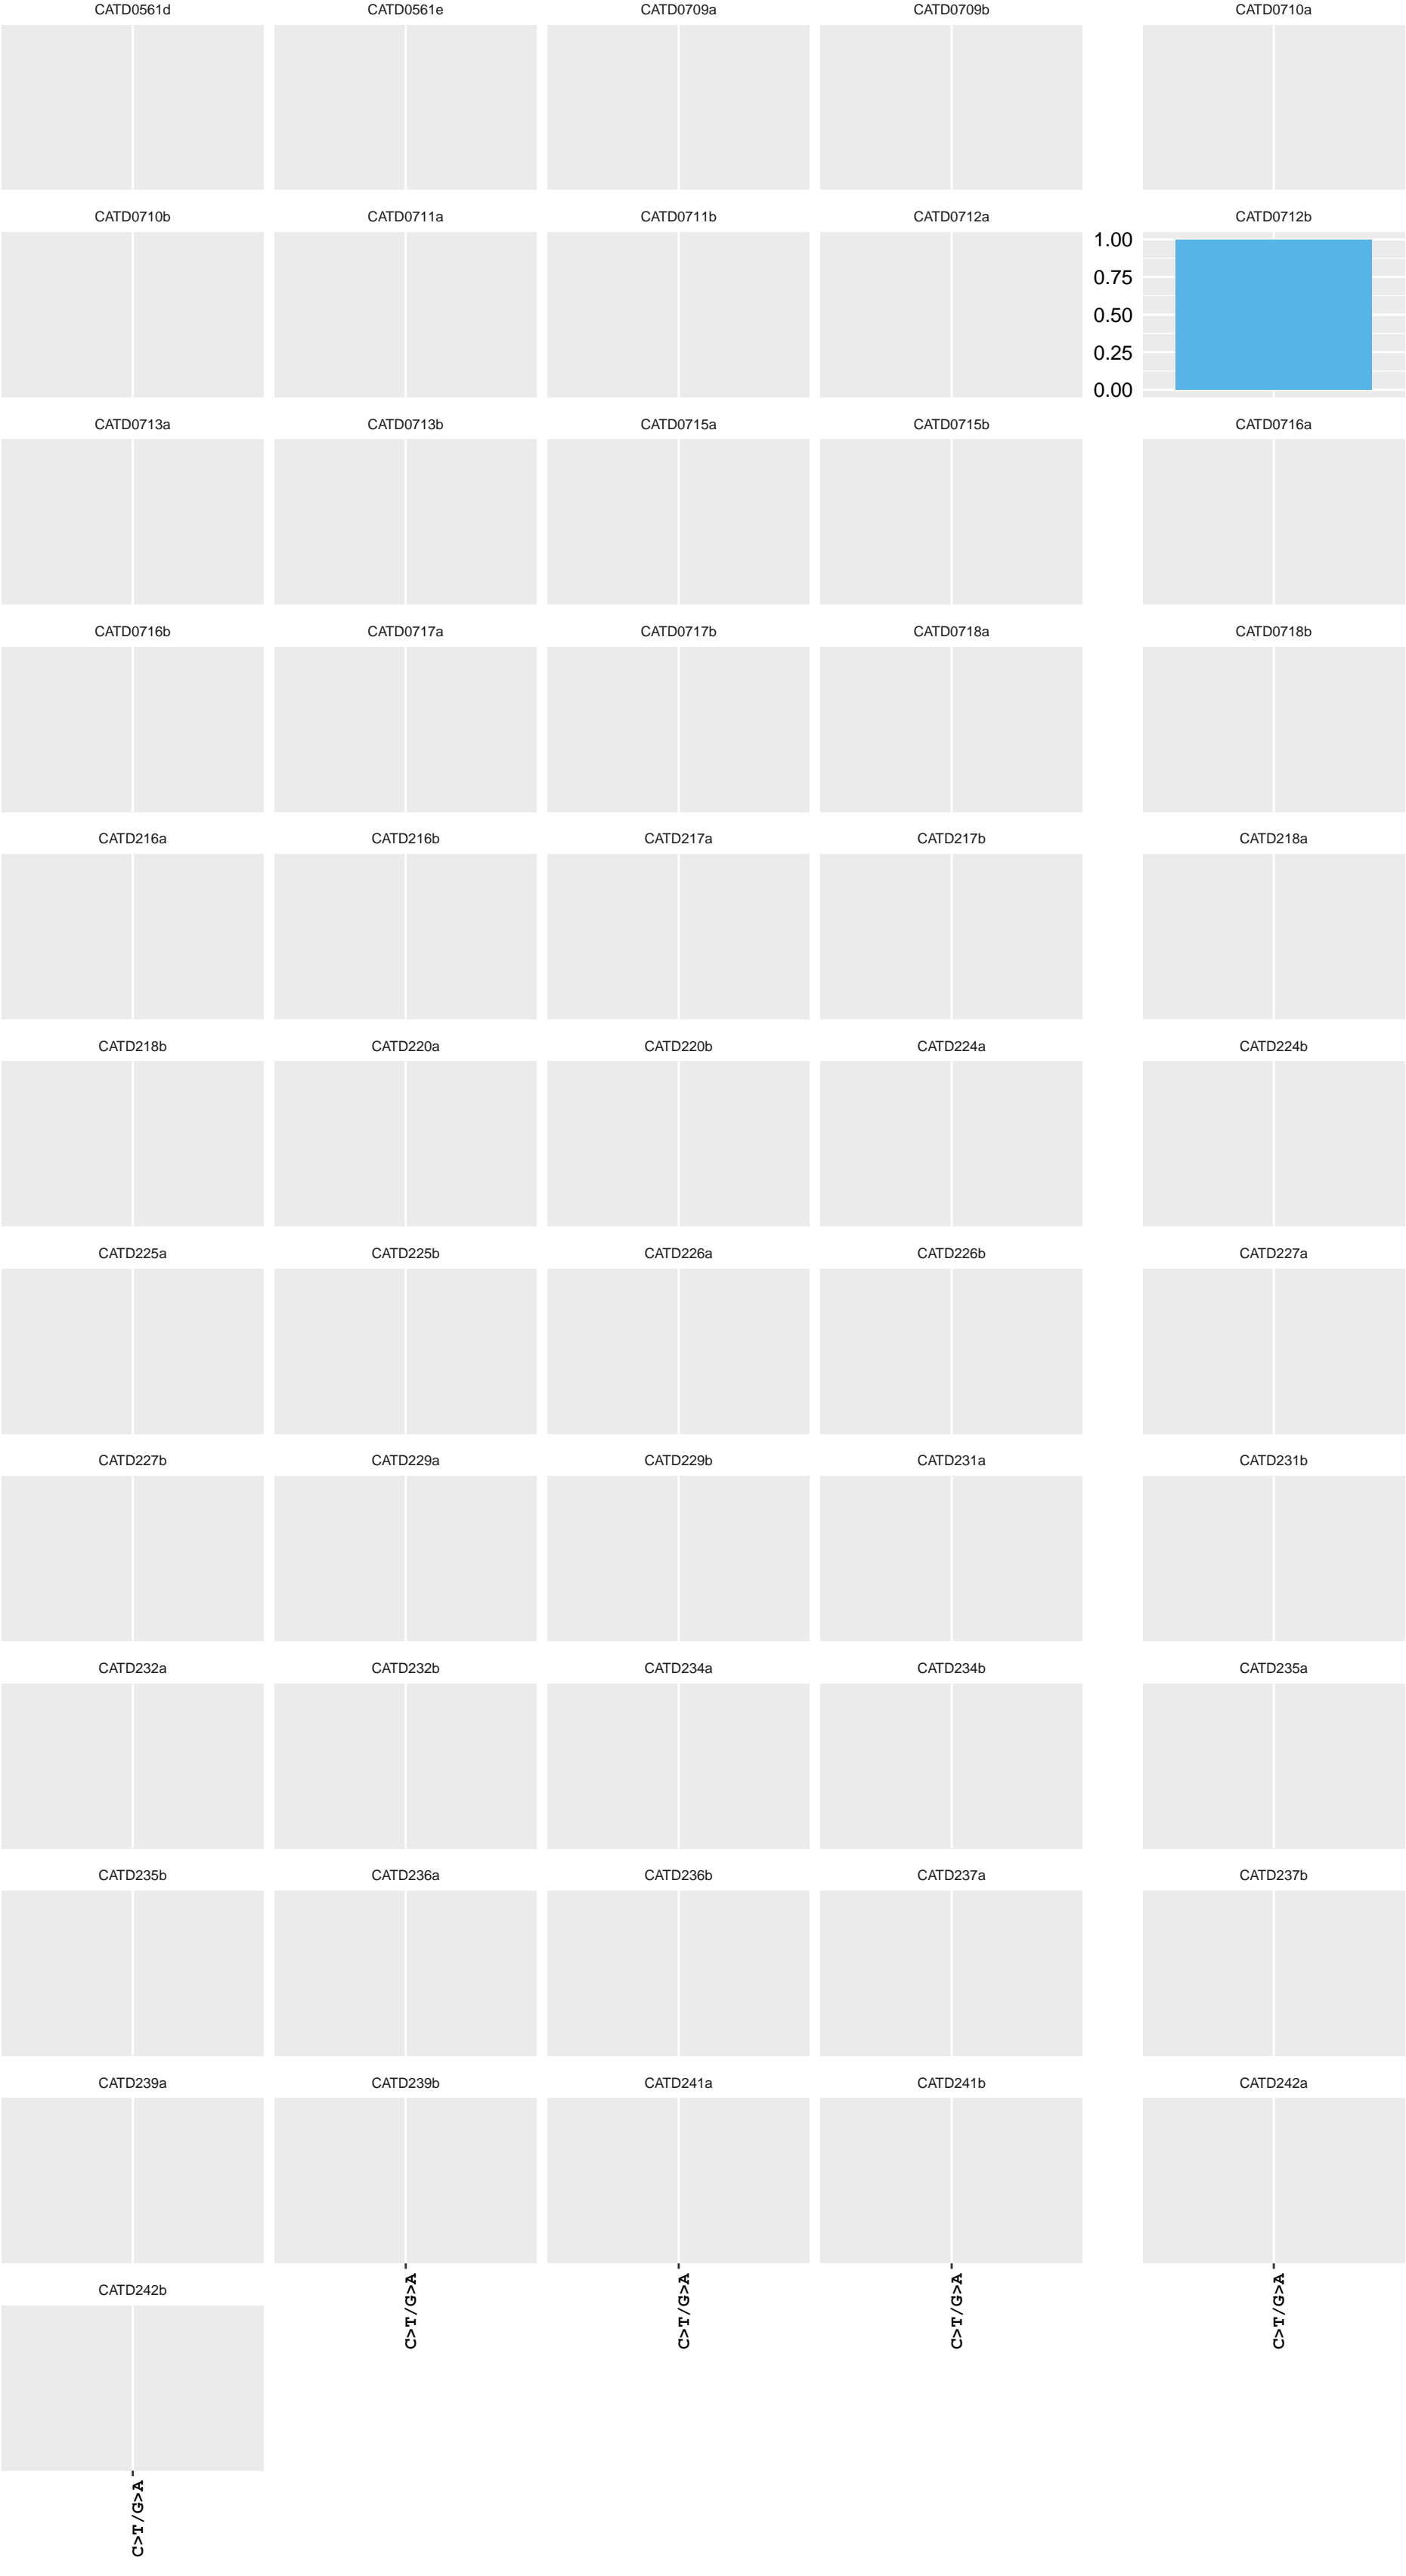 CATD0561d CATD0561e CATD0709a CATD0709b CATD0710a
CATD0710b CATD0711a CATD0711b CATD0712a CATD0712b
1.00
0.75
0.50
0.25
0.00
CATD0713a CATD0713b CATD0715a CATD0715b CATD0716a
CATD0716b CATD0717a CATD0717b CATD0718a CATD0718b
CATD216a CATD216b CATD217a CATD217b CATD218a
CATD218b CATD220a CATD220b CATD224a CATD224b
CATD225a CATD225b CATD226a CATD226b CATD227a
CATD227b CATD229a CATD229b CATD231a CATD231b
CATD232a CATD232b CATD234a CATD234b CATD235a
CATD235b CATD236a CATD236b CATD237a CATD237b
CATD239a CATD239b CATD241a CATD241b CATD242a
CATD242b
C>T/G>A C>T/G>A C>T/G>A C>T/G>A
C>T/G>A